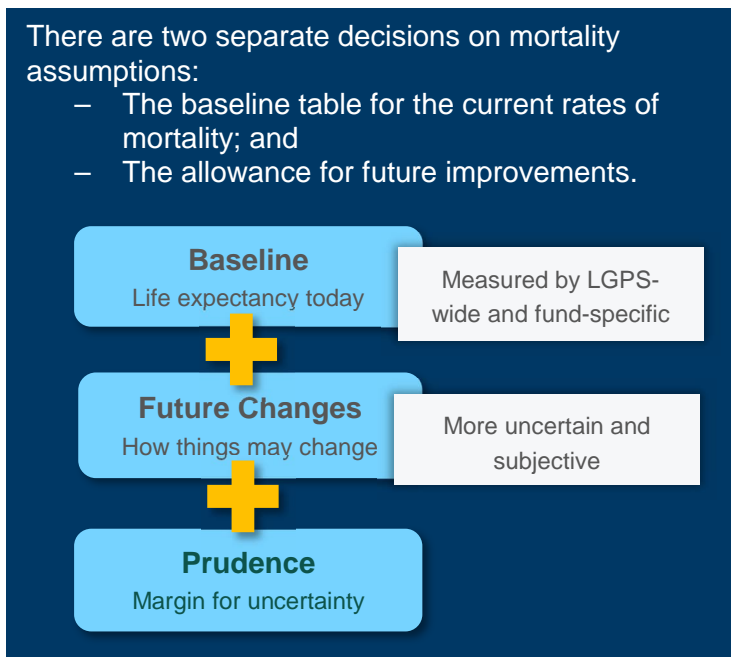 There are two separate decisions on mortality
assumptions:
– The baseline table for the current rates of
mortality; and
– The allowance for future improvements.
Baseline
Life expectancy today
Measured by LGPS-
wide and fund-specific
Future Changes
How things may change
More uncertain and
subjective
Prudence
Margin for uncertainty